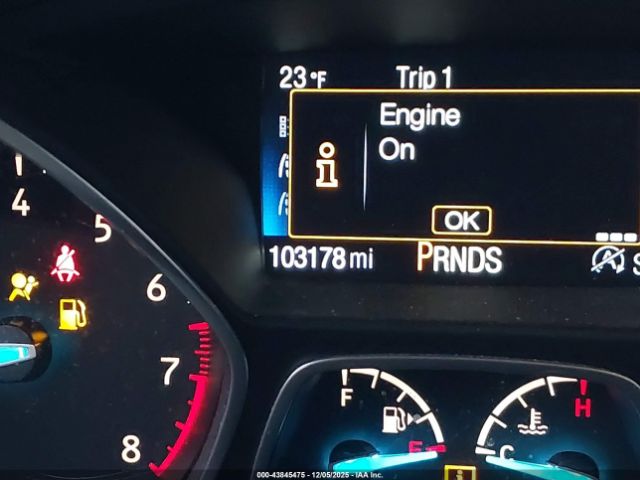 23°F Trip 1
Engine
On
OK
103178 mi PRNDS
S
4
5
6
7
8
F
E
H
C
000-43845475 - 12/05/2025 - IAA Inc.